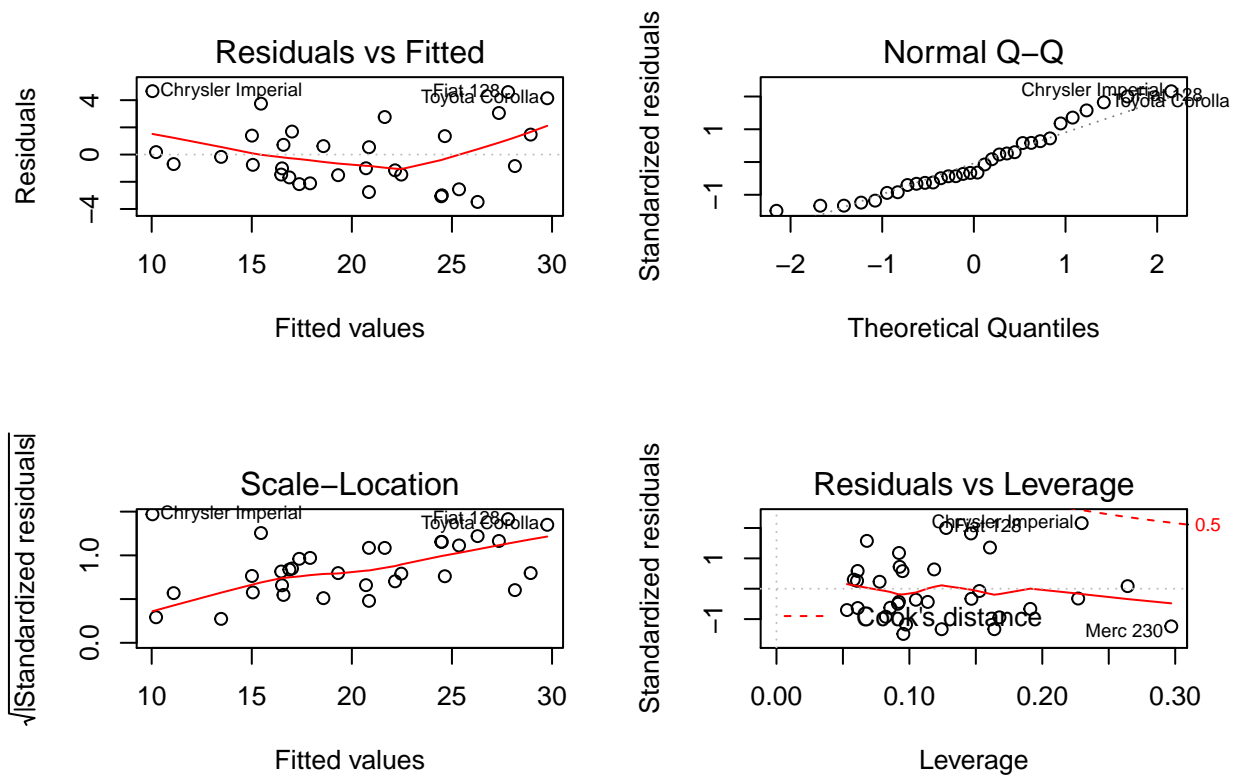 Residuals vs Fitted
Residuals
4
0
−4
Chrysler Imperial
Fiat 128
Toyota Corolla
10 15 20 25 30
Fitted values
Normal Q−Q
Standardized residuals
1
−1
Chrysler Imperial
Fiat 128
Toyota Corolla
−2 −1 0 1 2
Theoretical Quantiles
Scale−Location
√|Standardized residuals|
1.0
0.0
Chrysler Imperial
Fiat 128
Toyota Corolla
10 15 20 25 30
Fitted values
Residuals vs Leverage
Standardized residuals
1
−1
Chrysler Imperial
Fiat 128
0.5
Cook's distance
Merc 230
0.00 0.10 0.20 0.30
Leverage